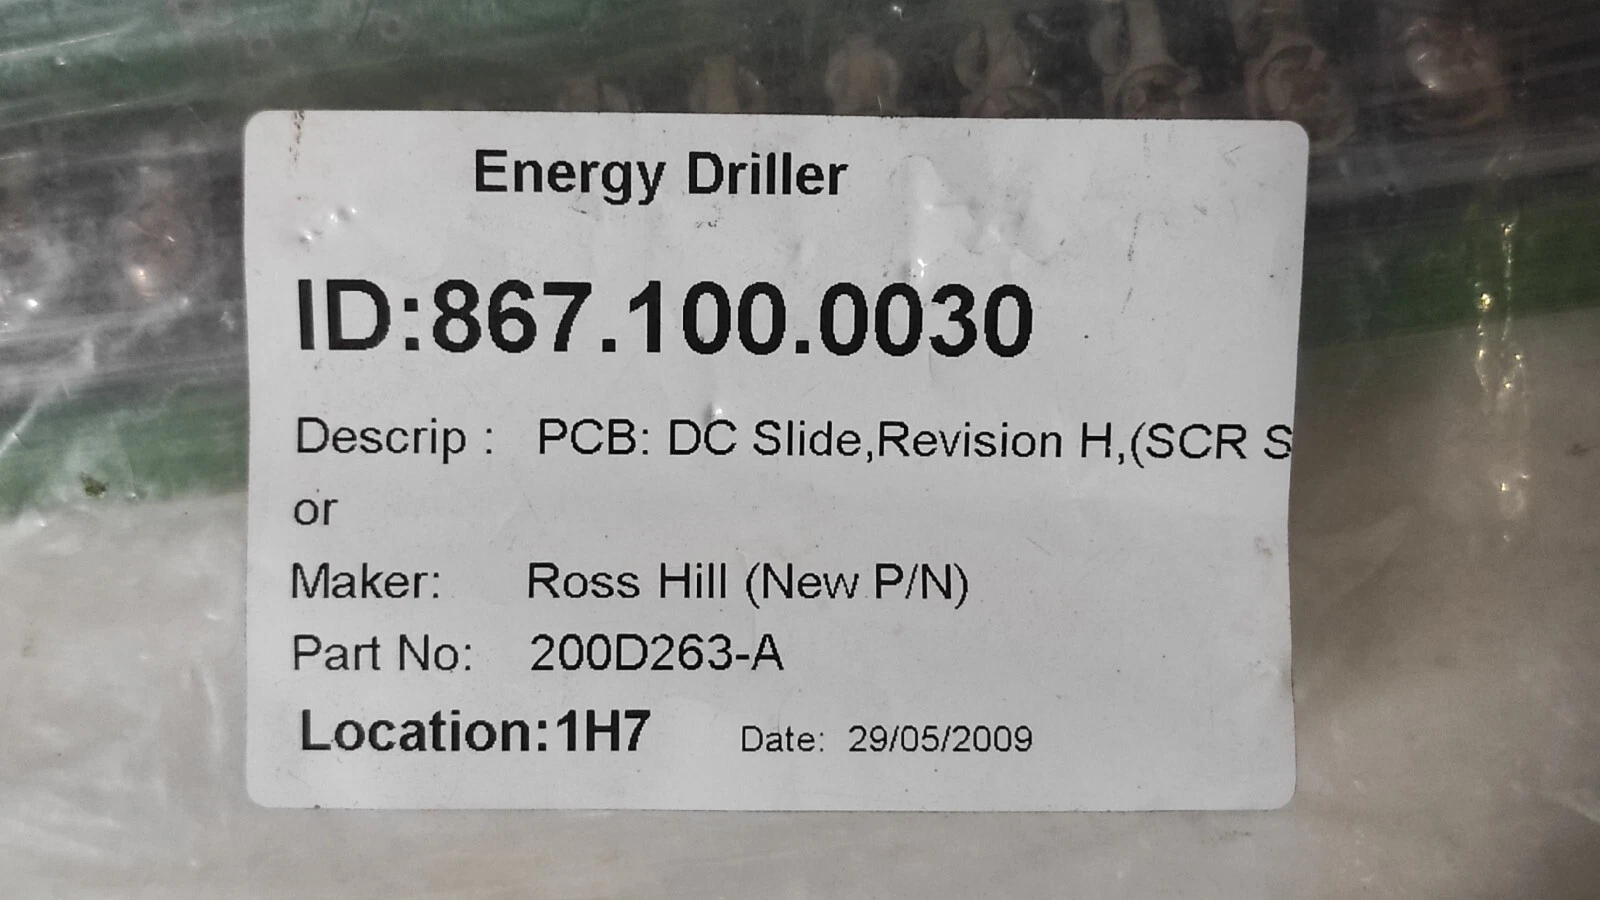 Energy Driller
ID:867.100.0030
Descrip : PCB: DC Slide,Revision H,(SCR S
or
Maker: Ross Hill (New P/N)
Part No: 200D263-A
Location:1H7 Date: 29/05/2009